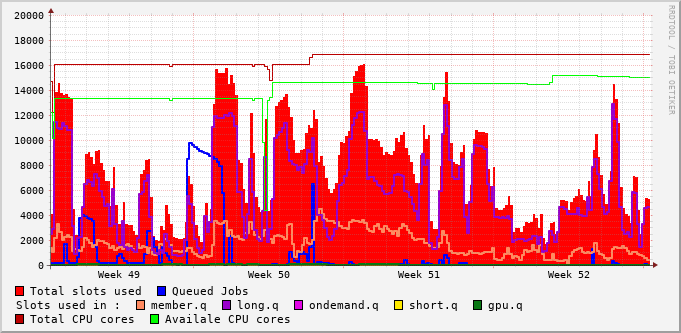 20000
18000
16000
14000
12000
10000
8000
6000
4000
2000
0
Week 49 Week 50 Week 51 Week 52
RRDTOOL / TOBI OETIKER
Total slots used Queued Jobs
Slots used in : member.q long.q ondemand.q short.q gpu.q
Total CPU cores Availale CPU cores